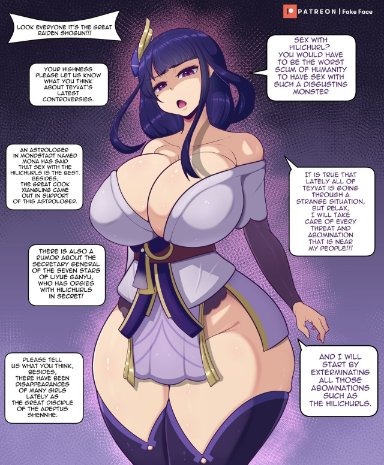 PATREON | Fake Face
LOOK EVERYONE IT'S THE GREAT
RAIDEN SHOGUN!!!
YOUR HIGHNESS
PLEASE LET US KNOW
WHAT YOU THINK
ABOUT TEYVAT'S
LATEST
CONTROVERSIES.
SEX WITH
HILICHURL?
YOU WOULD HAVE
TO BE THE WORST
SCUM OF HUMANITY
TO HAVE SEX WITH
SUCH A DISGUSTING
MONSTER
AN ASTROLOGER
IN MONDSTADT NAMED
MONA HAS SAID
THAT SEX WITH THE
HILICHURLS IS THE BEST.
BESIDES,
THE GREAT COOK
XIANGLING CAME
OUT IN SUPPORT
OF THIS ASTROLOGER.
IT IS TRUE THAT
LATELY ALL OF
TEYVAT IS GOING
THROUGH A
STRANGE SITUATION,
BUT RELAX,
I WILL TAKE
CARE OF EVERY
THREAT AND
ABOMINATION
THAT IS NEAR
MY PEOPLE!!!
THERE IS ALSO A
RUMOR ABOUT THE
SECRETARY GENERAL
OF THE SEVEN STARS
OF LIYUE GANYU,
WHO HAS ORGIES
WITH HILICHURLS
IN SECRET!
PLEASE TELL
US WHAT YOU THINK,
BESIDES,
THERE HAVE BEEN
DISAPPEARANCES
OF MANY GIRLS
LATELY AS
THE GREAT DISCIPLE
OF THE ADEPTUS
SHENHE.
AND I WILL
START BY
EXTERMINATING
ALL THOSE
ABOMINATIONS
SUCH AS
THE HILICHURLS.